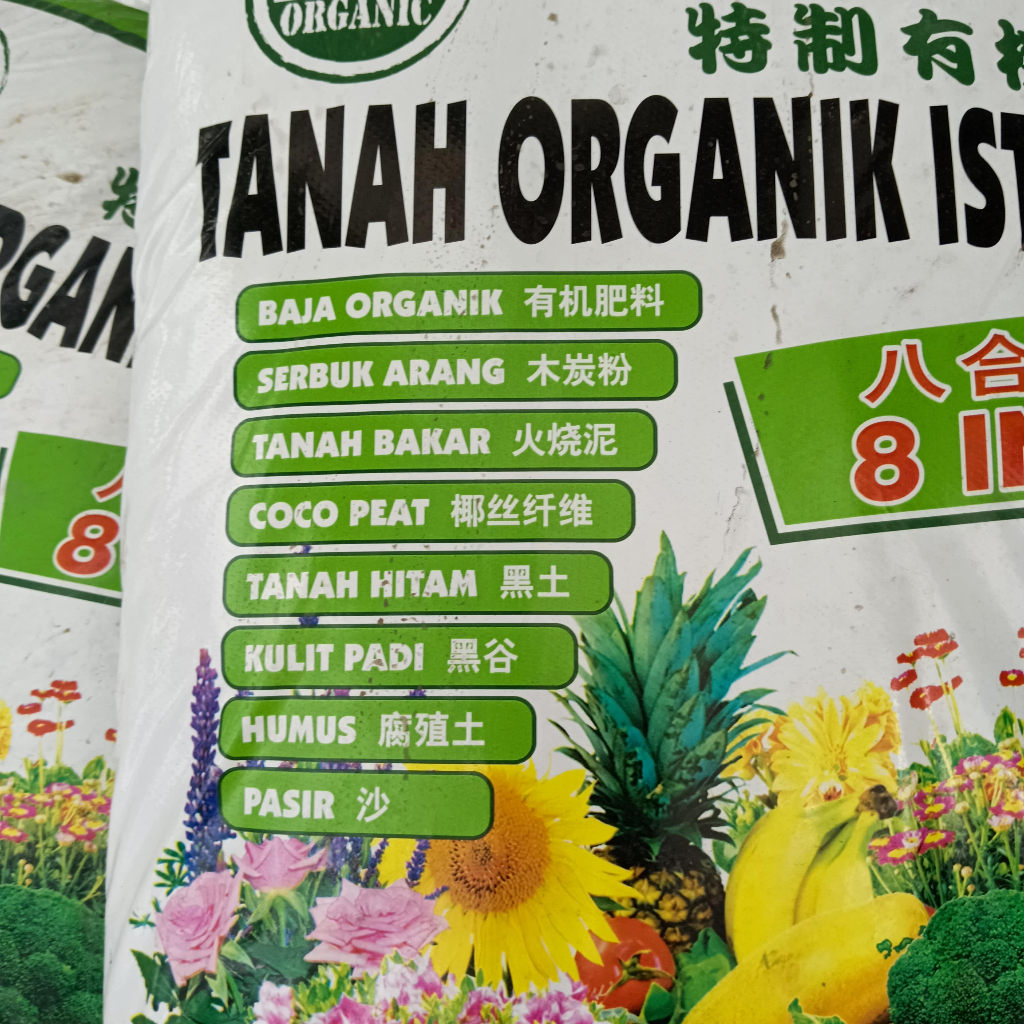 ORGANIC
特制有
TANAH ORGANIK IST
BAJA ORGANIK 有机肥料
SERBUK ARANG 木炭粉
TANAH BAKAR 火烧泥
COCO PEAT 椰丝纤维
TANAH HITAM 黑土
KULIT PADI 黑谷
HUMUS 腐殖土
PASIR 沙
八合
8 I
RGAN
8